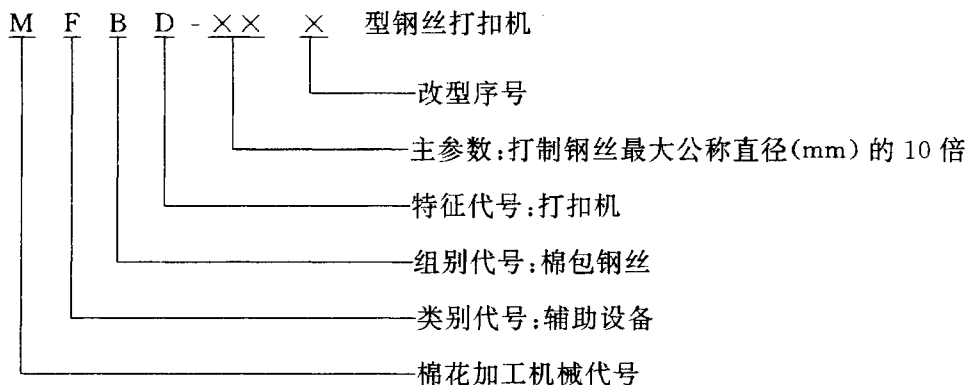 M F B D - ×× × 型钢丝打扣机
改型序号
主参数:打制钢丝最大公称直径(mm)的10倍
特征代号:打扣机
组别代号:棉包钢丝
类别代号:辅助设备
棉花加工机械代号